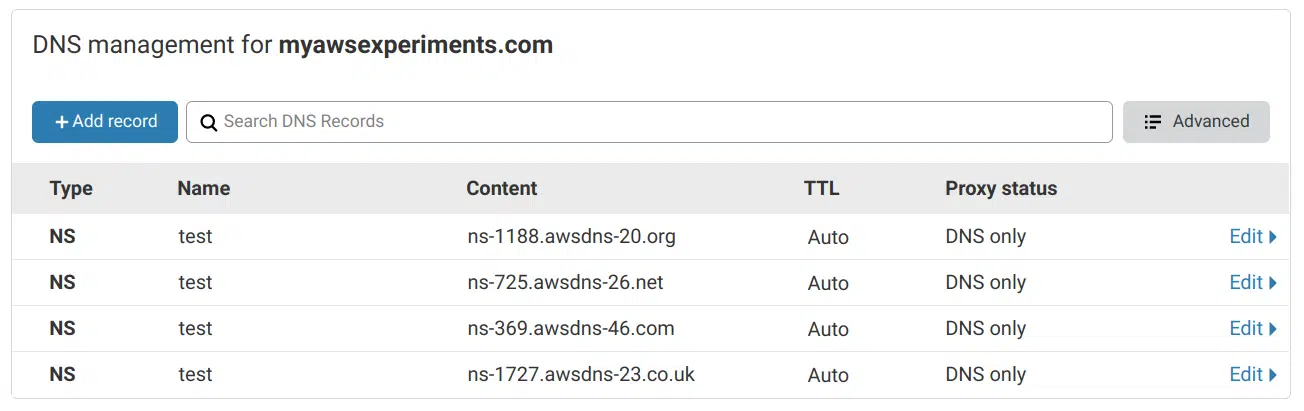 DNS management for myawsexperiments.com
+ Add record Search DNS Records Advanced
Type Name Content TTL Proxy status
NS test ns-1188.awsdns-20.org Auto DNS only Edit
NS test ns-725.awsdns-26.net Auto DNS only Edit
NS test ns-369.awsdns-46.com Auto DNS only Edit
NS test ns-1727.awsdns-23.co.uk Auto DNS only Edit